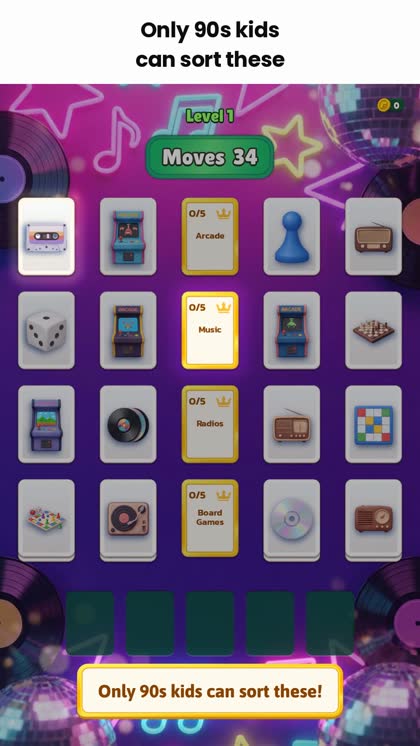 Only 90s kids
can sort these
Level 1
0
Moves 34
0/5
Arcade
0/5
Music
ARCADE
0/5
Radios
0/5
Board
Games
Only 90s kids can sort these!